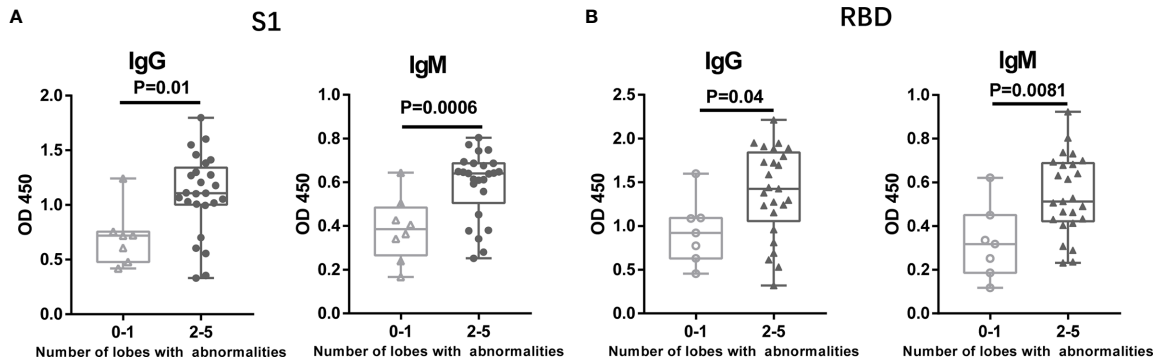 A
S1
B
RBD
IgG
P=0.01
2.0
1.5
1.0
0.5
0.0
OD 450
0-1
2-5
Number of lobes with abnormalities
IgM
P=0.0006
1.0
0.8
0.6
0.4
0.2
0.0
OD 450
0-1
2-5
Number of lobes with abnormalities
IgG
P=0.04
2.5
2.0
1.5
1.0
0.5
0.0
OD 450
0-1
2-5
Number of lobes with abnormalities
IgM
P=0.0081
1.0
0.8
0.6
0.4
0.2
0.0
OD 450
0-1
2-5
Number of lobes with abnormalities